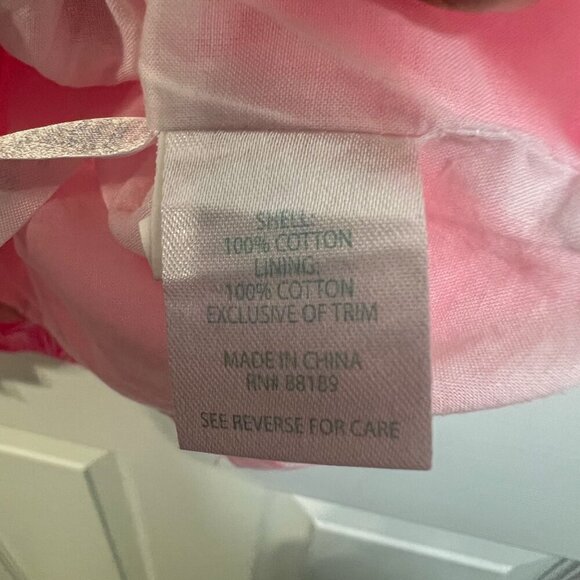 SHELL:
100% COTTON
LINING:
100% COTTON
EXCLUSIVE OF TRIM
MADE IN CHINA
RN# 88189
SEE REVERSE FOR CARE